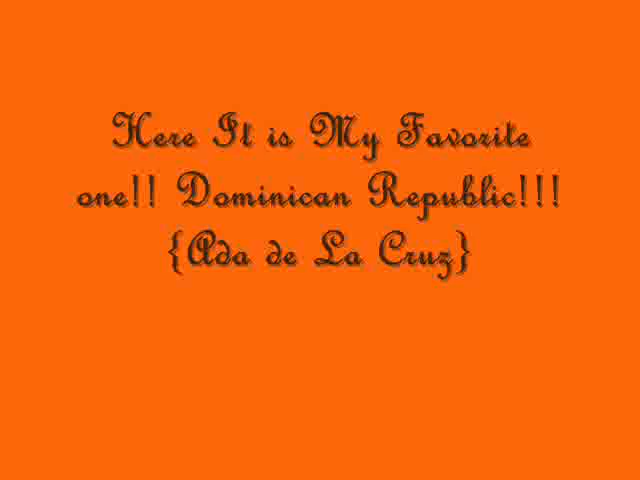 Here It is My Favorite
one!! Dominican Republic!!!
{Ada de La Cruz}